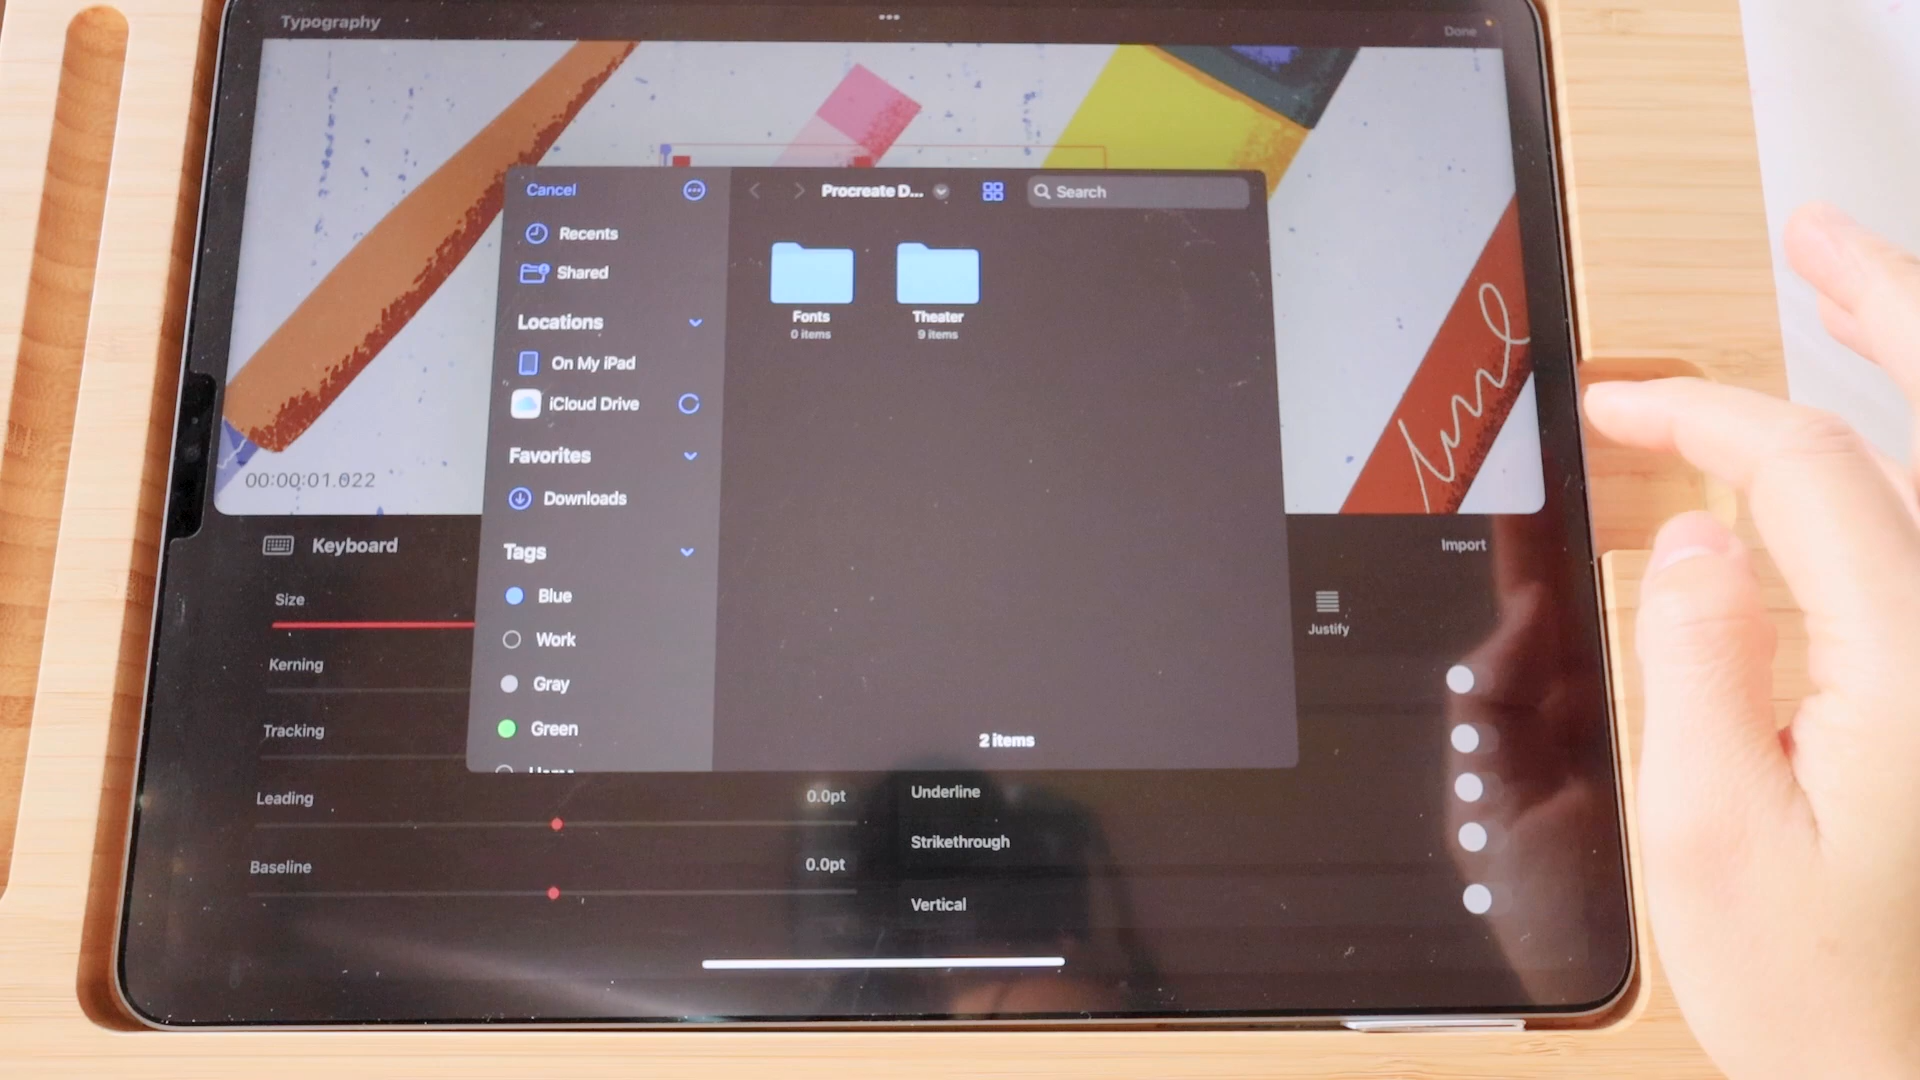 Typography
Done
Cancel
Procreate D...
Search
Recents
Shared
Fonts
0 items
Theater
9 items
Locations
On My iPad
iCloud Drive
Favorites
Downloads
00:00:01.022
Keyboard
Import
Tags
Size
Blue
Justify
Work
Kerning
Gray
Tracking
Green
2 items
Leading
0.0pt
Underline
Strikethrough
Baseline
0.0pt
Vertical